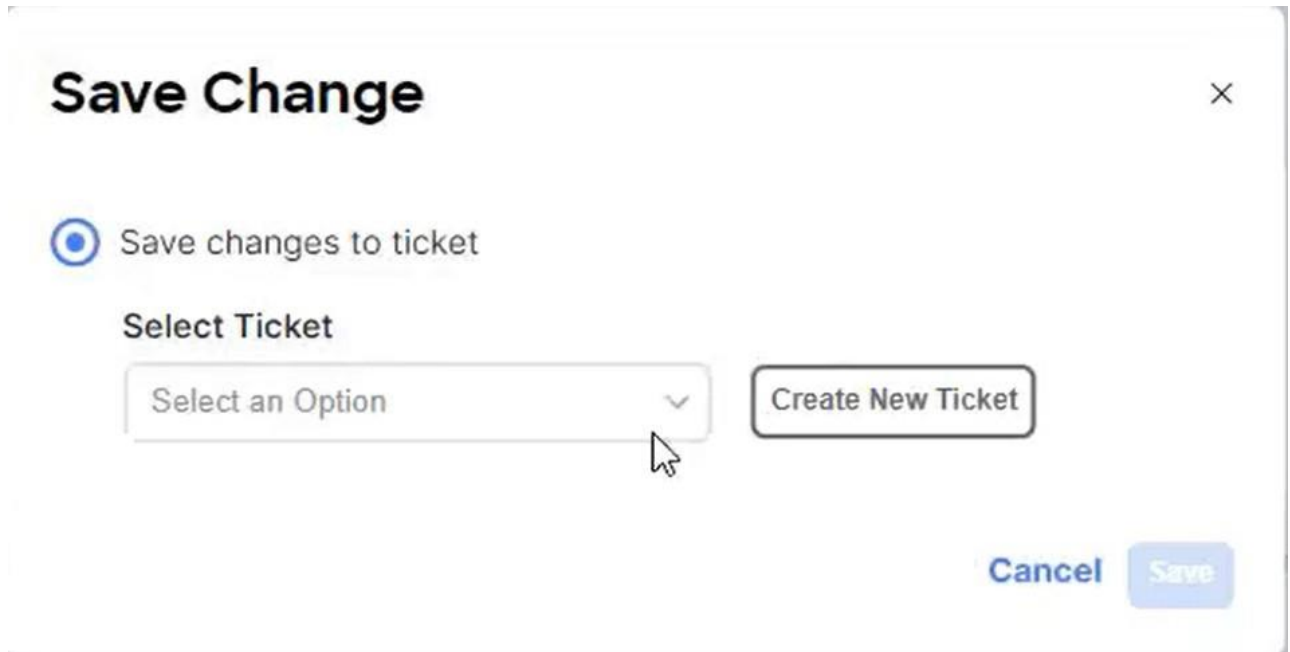 Save Change
Save changes to ticket
Select Ticket
Select an Option
Create New Ticket
Cancel
Save